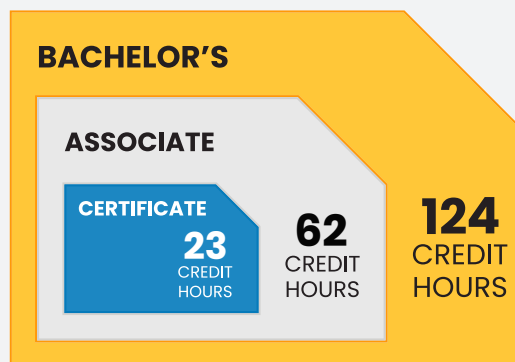 BACHELOR’S
ASSOCIATE
CERTIFICATE
23
CREDIT
HOURS
62
CREDIT
HOURS
124
CREDIT
HOURS